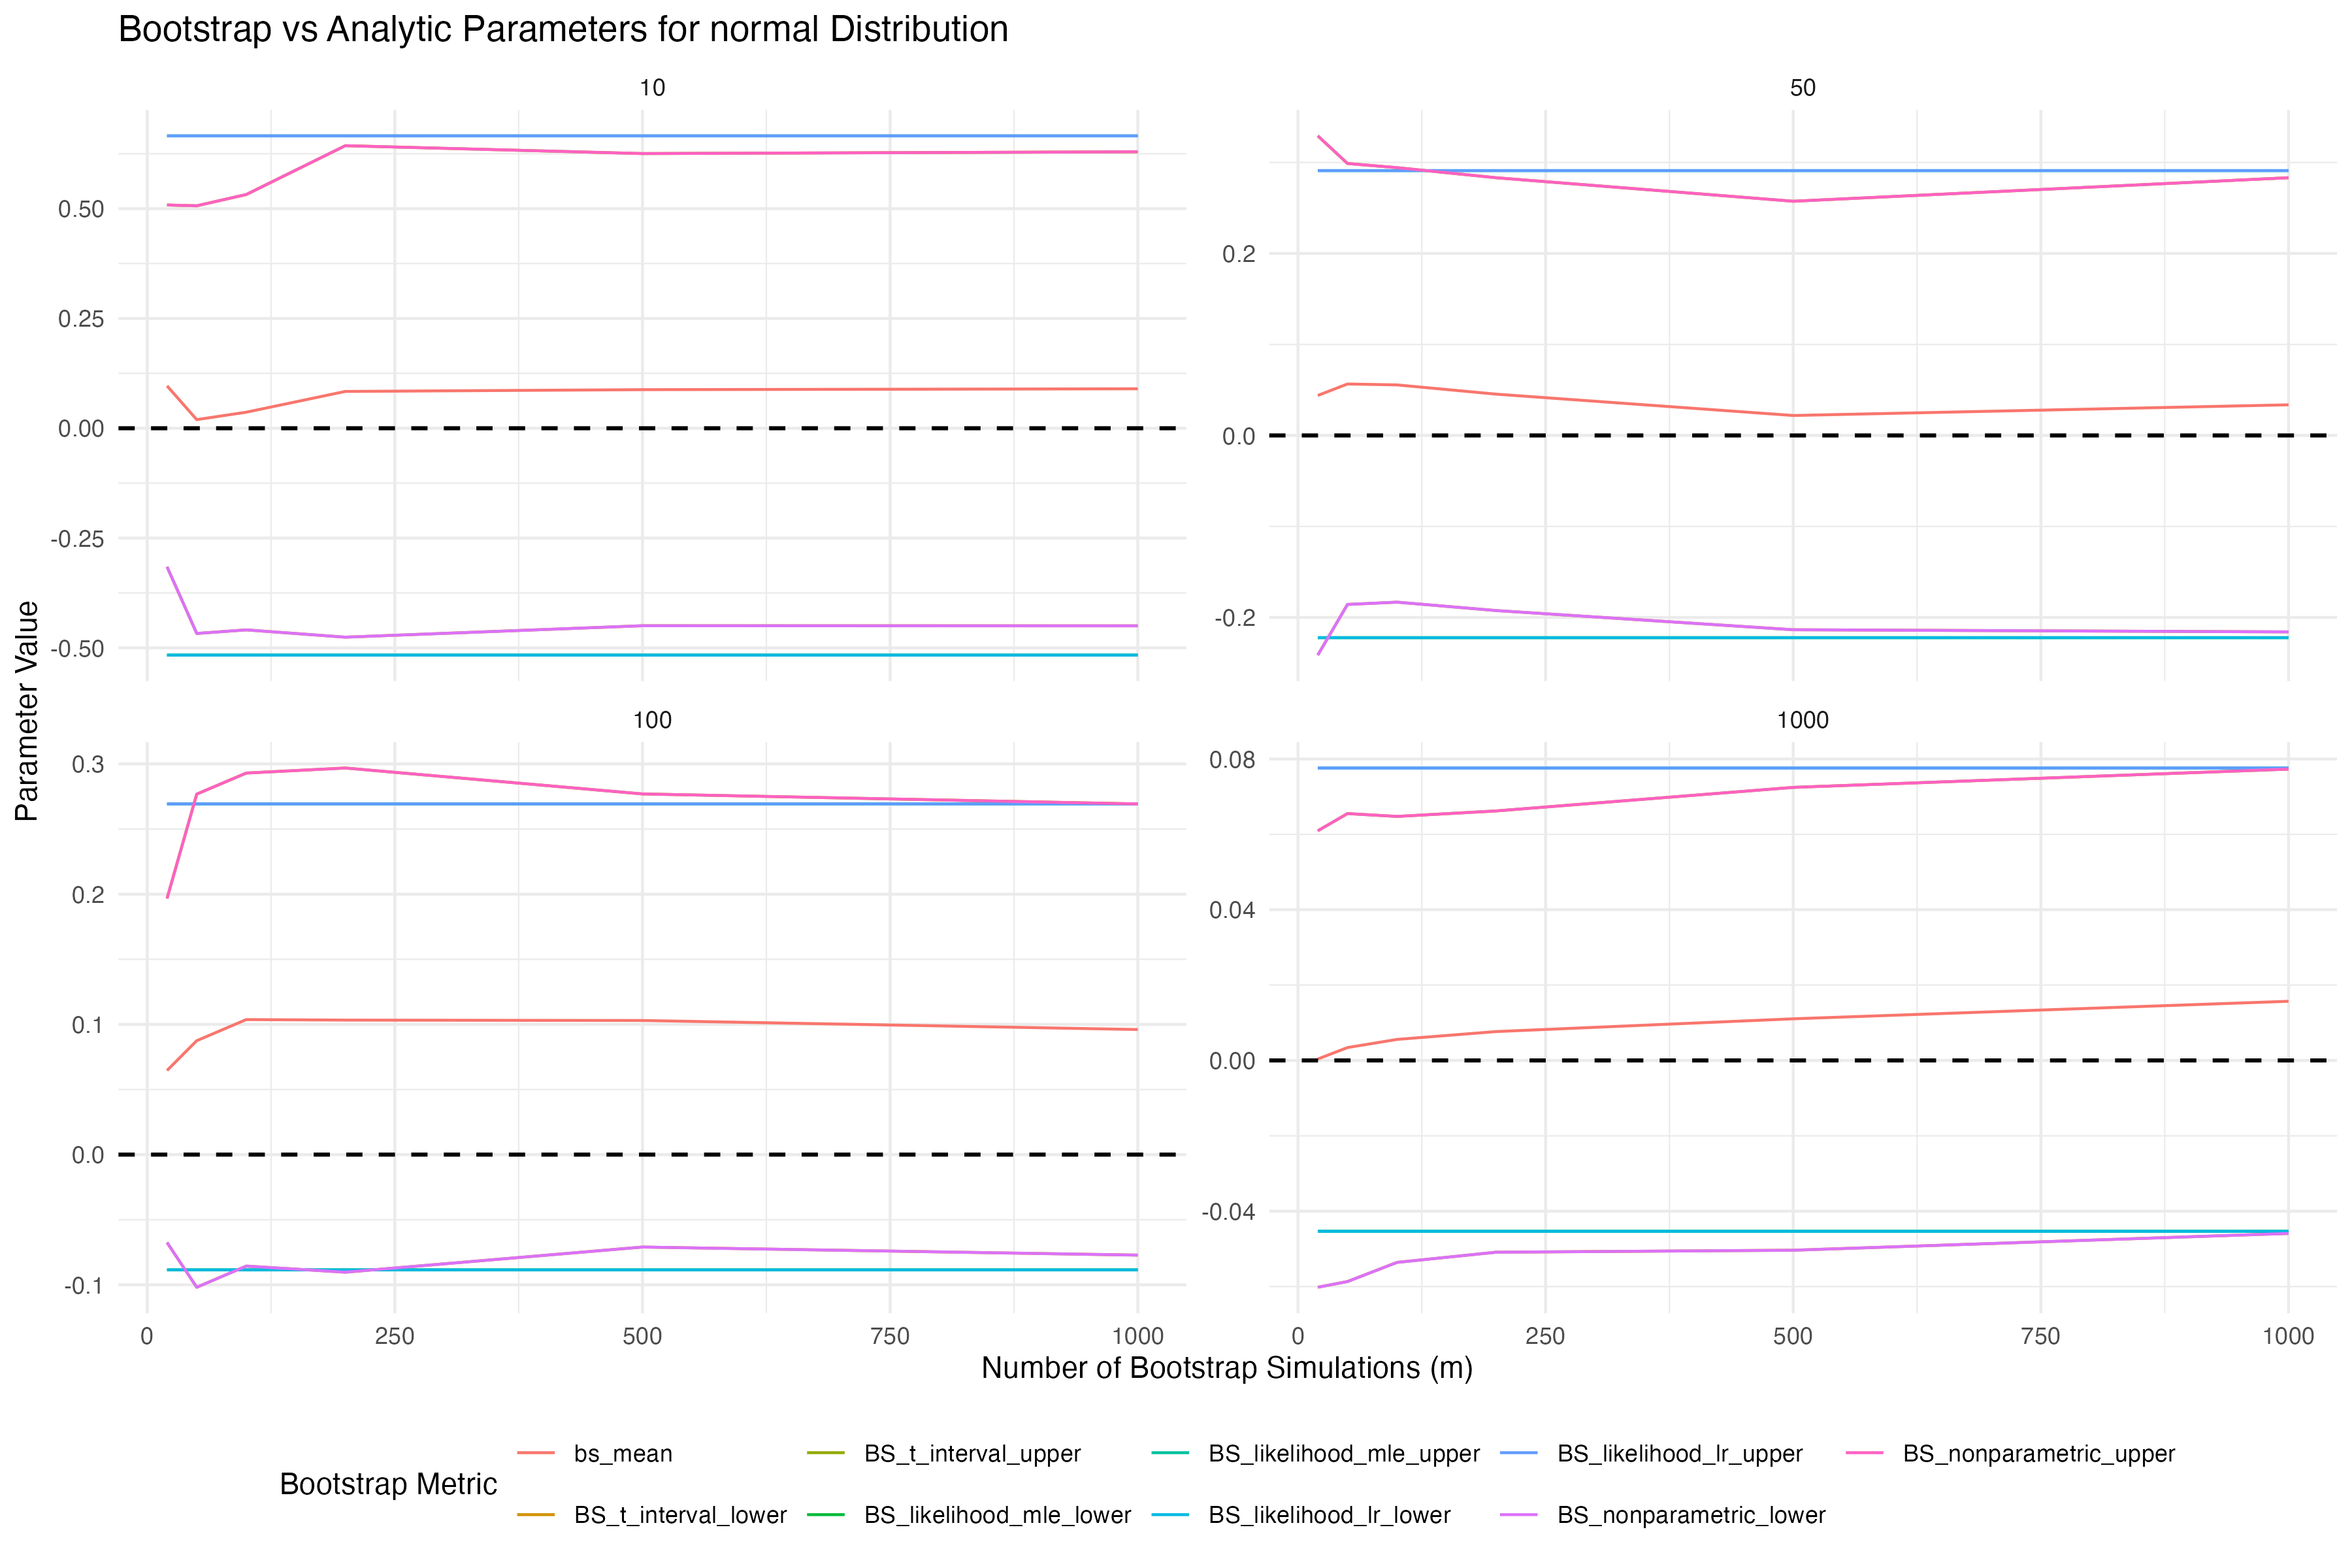 Bootstrap vs Analytic Parameters for normal Distribution
10
50
0.50
0.25
0.00
-0.25
-0.50
0.2
0.0
-0.2
Parameter Value
100
1000
0.3
0.2
0.1
0.0
-0.1
0.08
0.04
0.00
-0.04
0 250 500 750 1000
0 250 500 750 1000
Number of Bootstrap Simulations (m)
Bootstrap Metric
bs_mean BS_t_interval_upper BS_likelihood_mle_upper BS_likelihood_lr_upper BS_nonparametric_upper
BS_t_interval_lower BS_likelihood_mle_lower BS_likelihood_lr_lower BS_nonparametric_lower